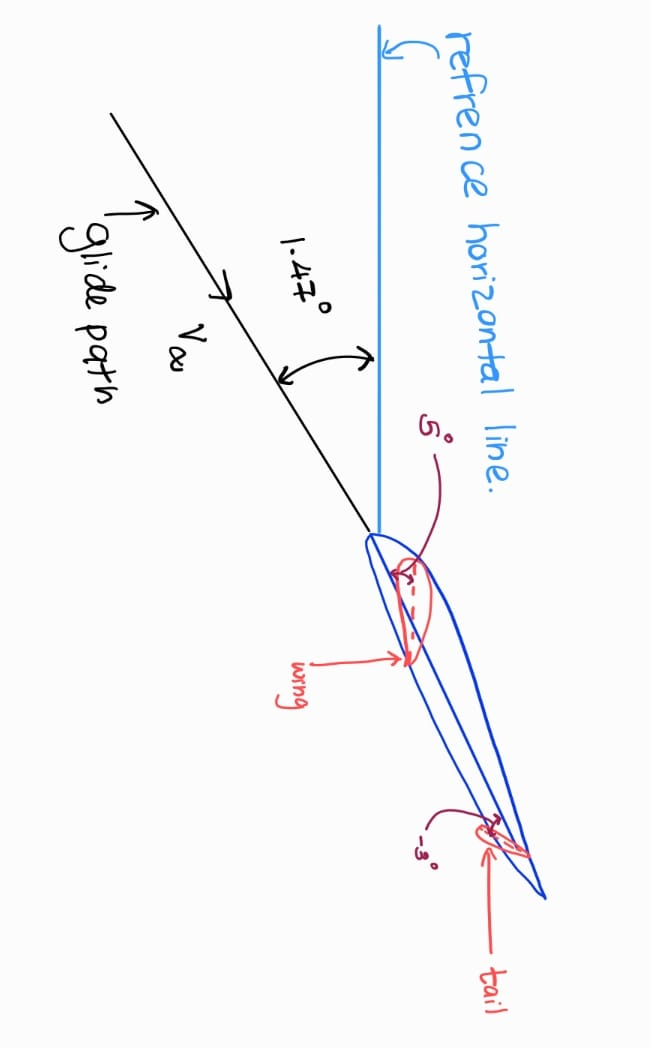 refrence horizontal line.
1.47°
5°
V∞
glide path
wing
-3°
tail